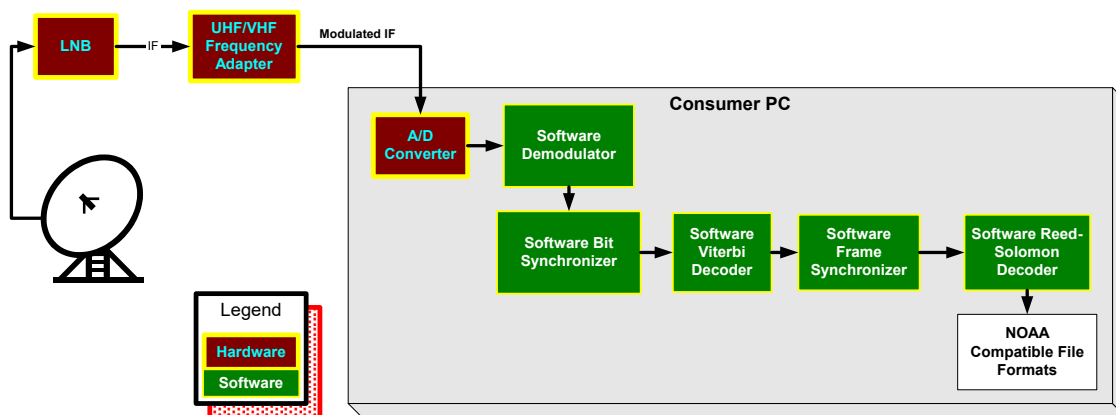 LNB
IF
UHF/VHF
Frequency
Adapter
Modulated IF
Consumer PC
A/D
Converter
Software
Demodulator
Software Bit
Synchronizer
Software
Viterbi
Decoder
Software
Frame
Synchronizer
Software Reed-
Solomon
Decoder
NOAA
Compatible File
Formats
Legend
Hardware
Software